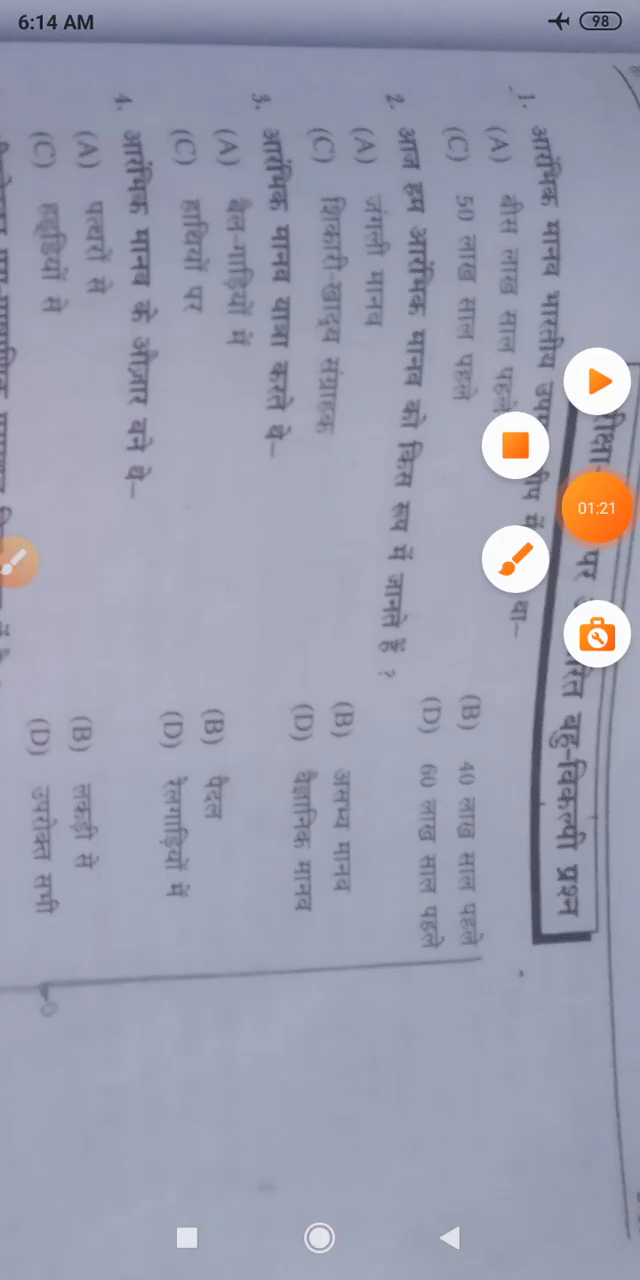 6:14 AM
98
पर
बहु-विकल्पी प्रश्न
1. आरंभिक मानव भारतीय में था–
(A) बीस लाख साल पहले (B) 40 लाख साल पहले
(C) 50 लाख साल पहले (D) 60 लाख साल पहले
2. आज हम आरंभिक मानव को किस रूप में जानते हैं ?
(A) जंगली मानव (B) असभ्य मानव
(C) शिकारी-खाद्य संग्राहक (D) वैज्ञानिक मानव
3. आरंभिक मानव यात्रा करते थे–
(A) बैल-गाड़ियों में (B) पैदल
(C) हाथियों पर (D) रेलगाड़ियों में
4. आरंभिक मानव के औज़ार बने थे–
(A) पत्थरों से (B) लकड़ी से
(C) हड्डियों से (D) उपरोक्त सभी
01:21